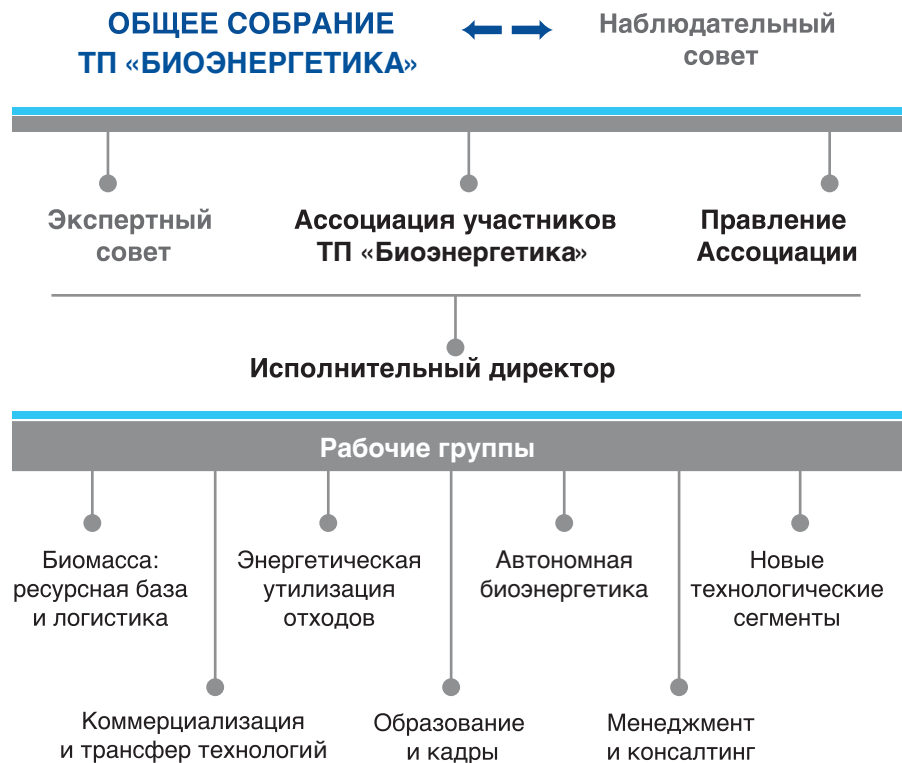 ОБЩЕЕ СОБРАНИЕ
ТП «БИОЭНЕРГЕТИКА»
Наблюдательный
совет
Экспертный
совет
Ассоциация участников
ТП «Биоэнергетика»
Правление
Ассоциации
Исполнительный директор
Рабочие группы
Биомасса:
ресурсная база
и логистика
Энергетическая
утилизация
отходов
Автономная
биоэнергетика
Новые
технологические
сегменты
Коммерциализация
и трансфер технологий
Образование
и кадры
Менеджмент
и консалтинг